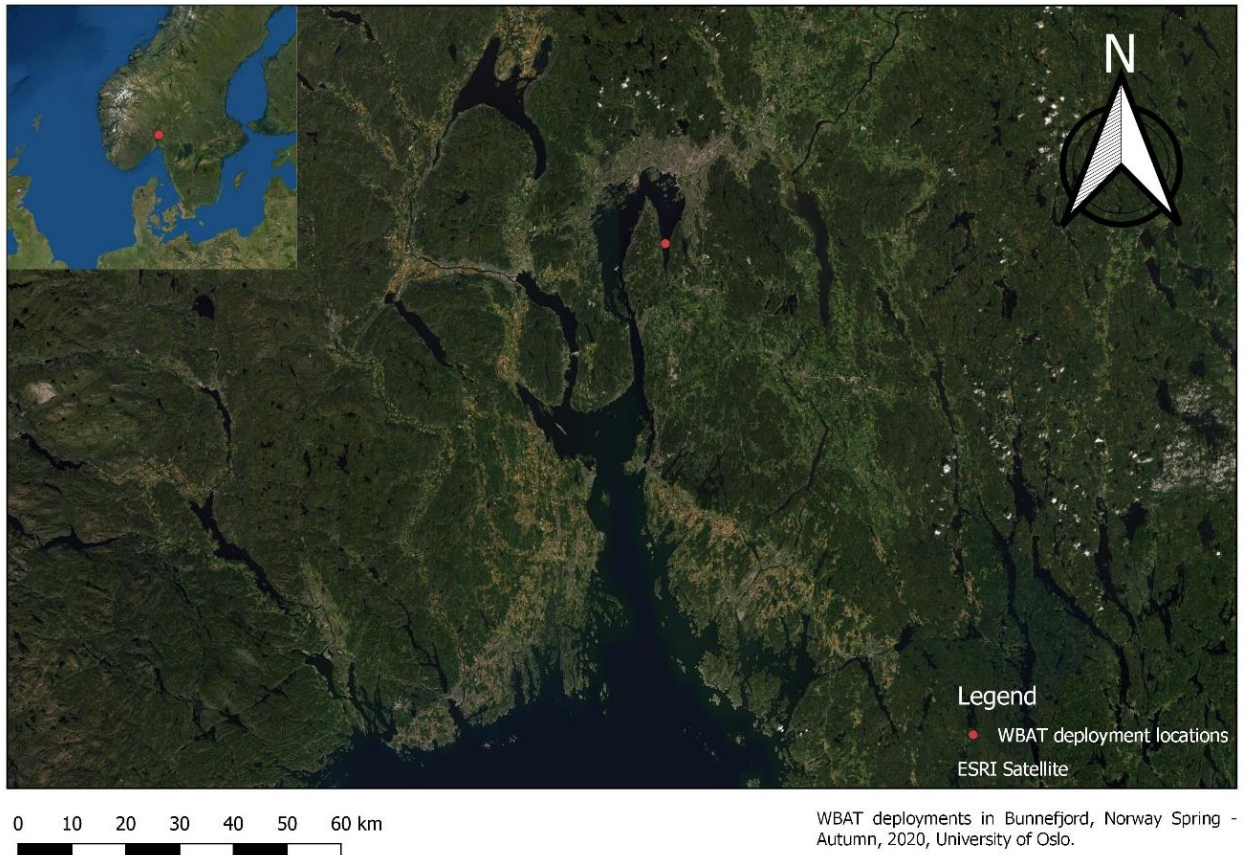 N
Legend
WBAT deployment locations
ESRI Satellite
0 10 20 30 40 50 60 km
WBAT deployments in Bunnefjord, Norway Spring -
Autumn, 2020, University of Oslo.